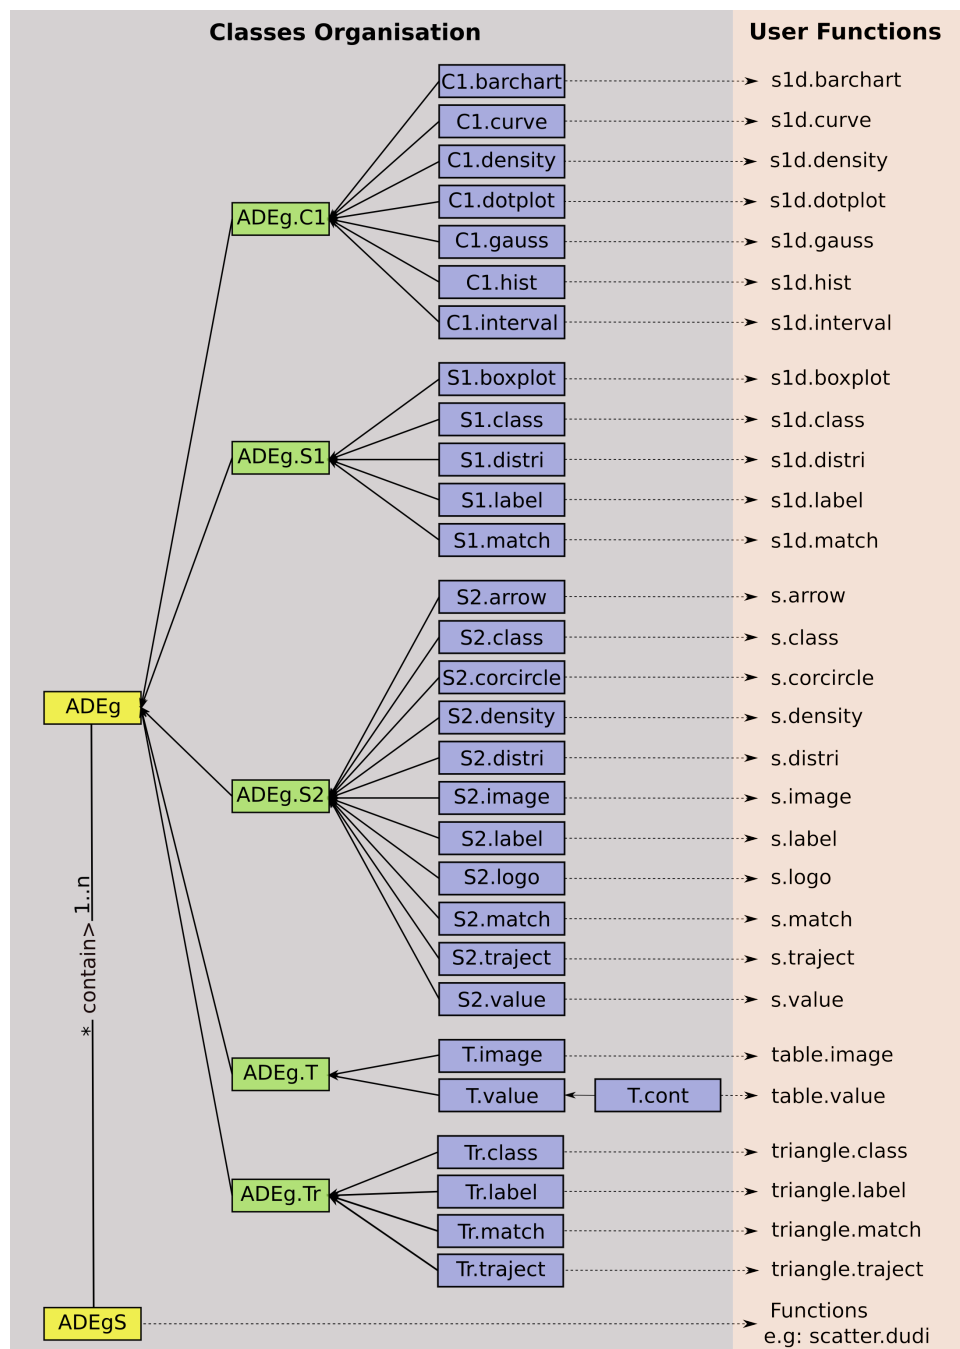 Classes Organisation
User Functions
C1.barchart
s1d.barchart
C1.curve
s1d.curve
C1.density
s1d.density
C1.dotplot
s1d.dotplot
ADEg.C1
C1.gauss
s1d.gauss
C1.hist
s1d.hist
C1.interval
s1d.interval
S1.boxplot
s1d.boxplot
S1.class
s1d.class
ADEg.S1
S1.distri
s1d.distri
S1.label
s1d.label
S1.match
s1d.match
S2.arrow
s.arrow
S2.class
s.class
S2.corcircle
s.corcircle
ADEg
S2.density
s.density
S2.distri
s.distri
ADEg.S2
S2.image
s.image
S2.label
s.label
S2.logo
s.logo
S2.match
s.match
S2.traject
s.traject
S2.value
s.value
* contain> 1..n
T.image
table.image
ADEg.T
T.value
T.cont
table.value
Tr.class
triangle.class
ADEg.Tr
Tr.label
triangle.label
Tr.match
triangle.match
Tr.traject
triangle.traject
ADEgS
Functions
e.g: scatter.dudi